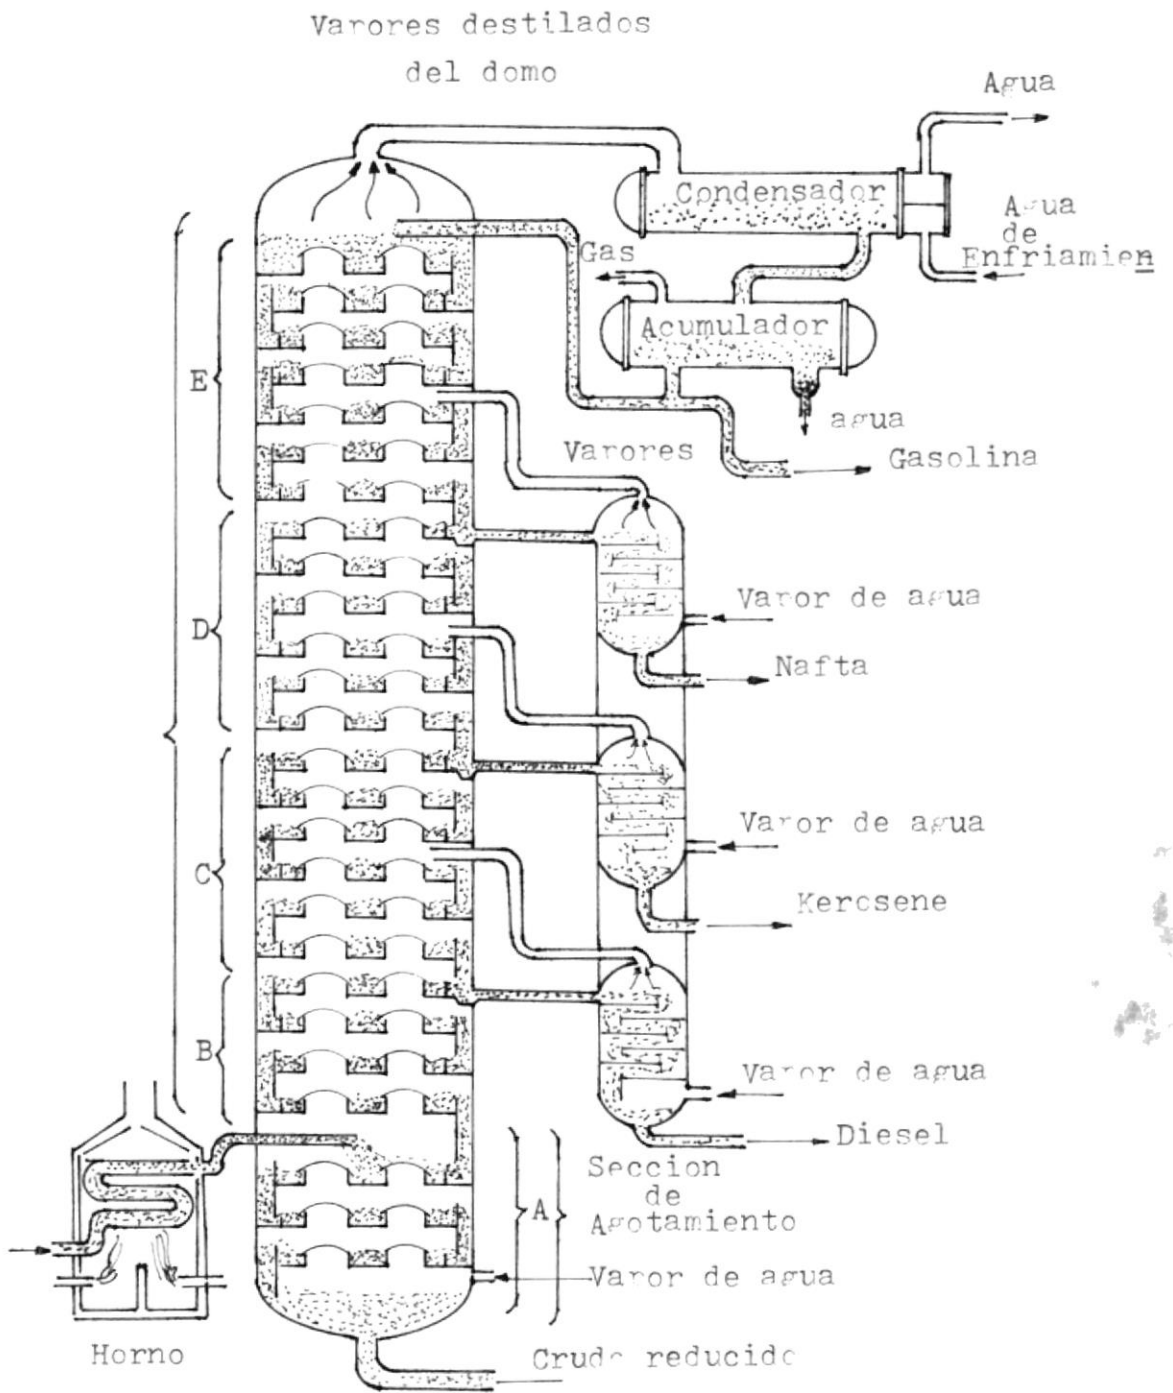 Varores destilados
del domo
Agua
Condensador
Agua
de
Enfriamien
Gas
Acumulador
agua
Varores
Gasolina
E
Varor de agua
D
Nafta
Varor de agua
C
Kerosene
B
Varor de agua
Diesel
Seccion
de
A
Agotamiento
Varor de agua
Horno
Crudo reducido